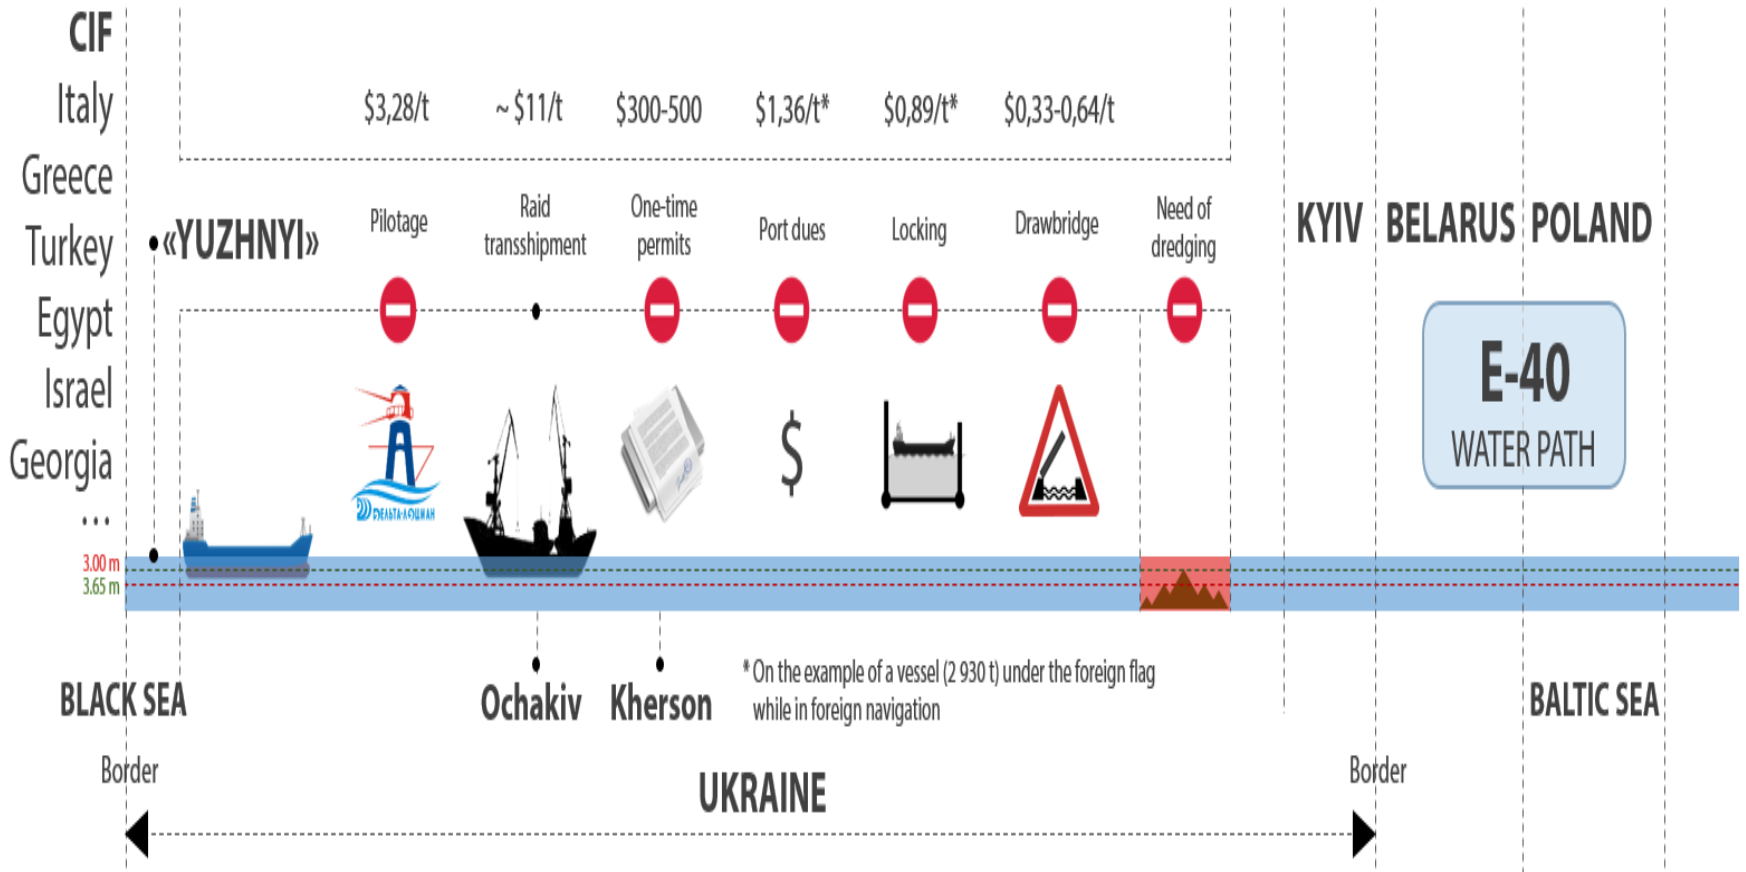 CIF
Italy
Greece
Turkey
Egypt
Israel
Georgia
...
$3,28/t
~ $11/t
$300-500
$1,36/t*
$0,89/t*
$0,33-0,64/t
«YUZHNYI»
Pilotage
Raid
transshipment
One-time
permits
Port dues
Locking
Drawbridge
Need of
dredging
KYIV
BELARUS
POLAND
E-40
WATER PATH
$
ДЕЛЬТА-ЛОЦМАН
3.00 m
3.65 m
BLACK SEA
Ochakiv
Kherson
* On the example of a vessel (2 930 t) under the foreign flag
while in foreign navigation
BALTIC SEA
Border
Border
UKRAINE